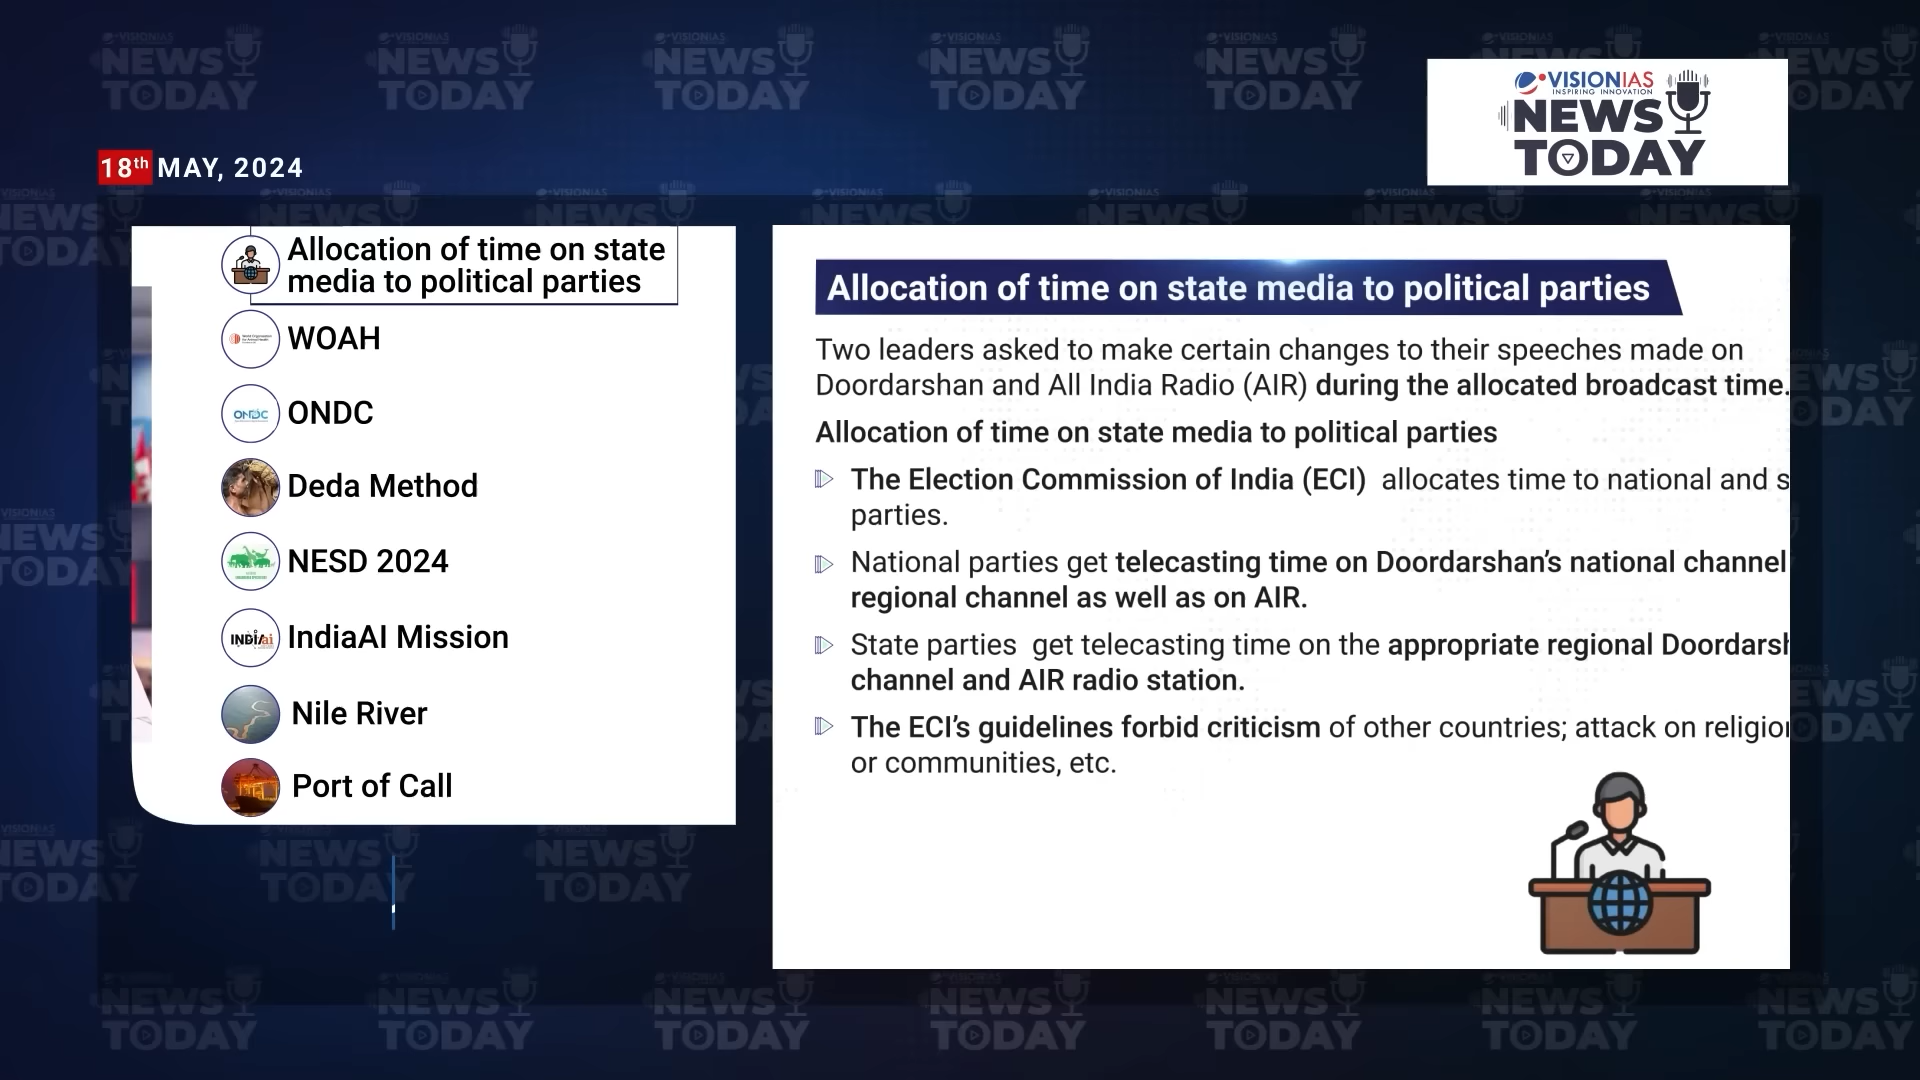 VISIONIAS
INSPIRING INNOVATION
NEWS
TODAY
18th MAY, 2024
Allocation of time on state
media to political parties
WOAH
ONDC
Deda Method
NESD 2024
IndiaAI Mission
Nile River
Port of Call
Allocation of time on state media to political parties
Two leaders asked to make certain changes to their speeches made on
Doordarshan and All India Radio (AIR) during the allocated broadcast time.
Allocation of time on state media to political parties
The Election Commission of India (ECI) allocates time to national and
parties.
National parties get telecasting time on Doordarshan’s national channel
regional channel as well as on AIR.
State parties get telecasting time on the appropriate regional
channel and AIR radio station.
The ECI’s guidelines forbid criticism of other countries; attack on
or communities, etc.